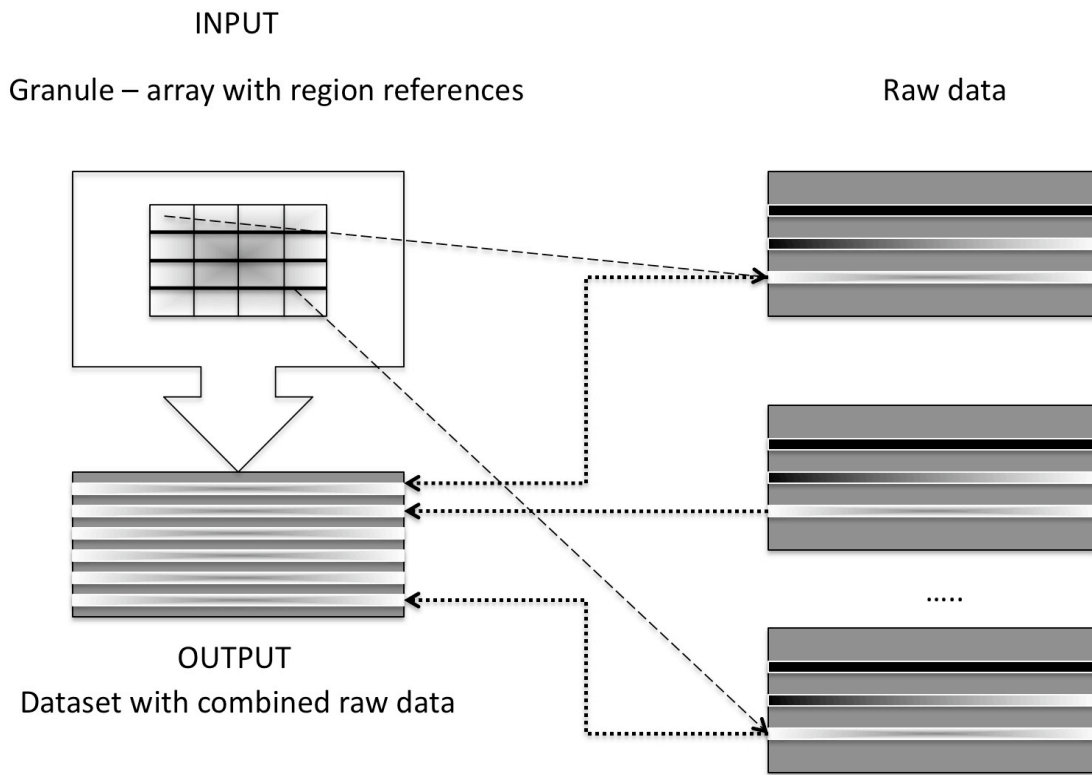 INPUT
Granule – array with region references
Raw data
.....
OUTPUT
Dataset with combined raw data